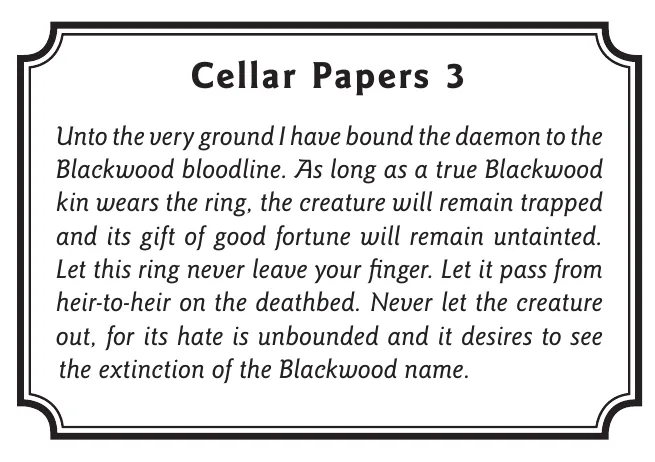 Cellar Papers 3
Unto the very ground I have bound the daemon to the
Blackwood bloodline. As long as a true Blackwood
kin wears the ring, the creature will remain trapped
and its gift of good fortune will remain untainted.
Let this ring never leave your finger. Let it pass from
heir-to-heir on the deathbed. Never let the creature
out, for its hate is unbounded and it desires to see
the extinction of the Blackwood name.